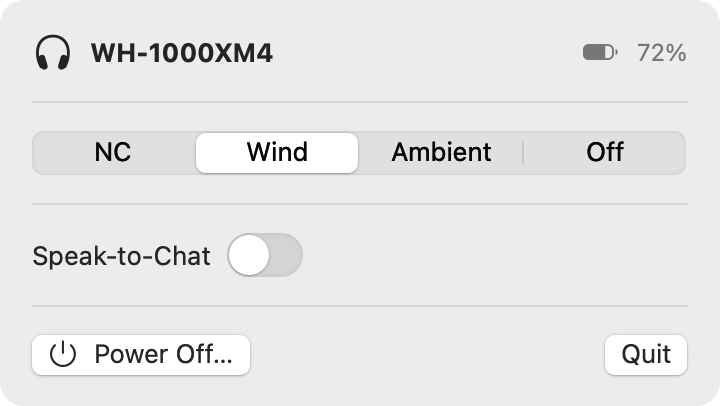 WH-1000XM4 72%
NC Wind Ambient Off
Speak-to-Chat
Power Off... Quit